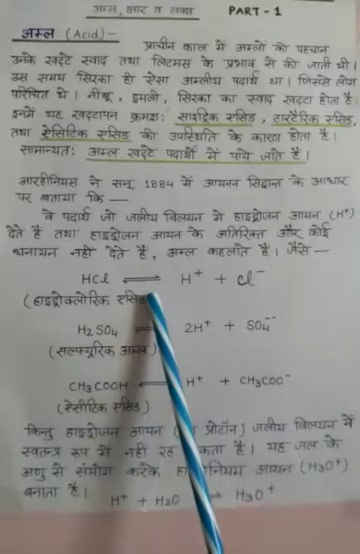 अम्ल, क्षार व लवण PART - 1
अम्ल (Acid) –
प्राचीन काल में अम्लों की पहचान
उनके खट्टे स्वाद तथा लिटमस के प्रभाव से की जाती थी।
उस समय सिरका ही ऐसा अम्लीय पदार्थ था। जिससे लोग
परिचित थे। नींबू, इमली, सिरका का स्वाद खट्टा होता है।
इनमें यह खट्टापन क्रमशः साइट्रिक एसिड, टारटेरिक एसिड,
तथा ऐसिटिक एसिड की उपस्थिति के कारण होता है।
सामान्यतः अम्ल खट्टे पदार्थों में पाये जाते हैं।
आरहीनियस ने सन् 1884 में आयनन सिद्धान्त के आधार
पर बताया कि —
वे पदार्थ जो जलीय विलयन में हाइड्रोजन आयन (H⁺)
देते हैं तथा हाइड्रोजन आयन के अतिरिक्त और कोई
धनायन नहीं देते हैं, अम्ल कहलाते हैं। जैसे —
HCl ⇌ H⁺ + Cl⁻
(हाइड्रोक्लोरिक एसिड
H₂SO₄ ⇌ 2H⁺ + SO₄⁻⁻
(सल्फ्यूरिक अम्ल)
CH₃COOH ⇌ H⁺ + CH₃COO⁻
(ऐसीटिक एसिड)
किन्तु हाइड्रोजन आयन ( प्रोटॉन) जलीय विलयन में
स्वतन्त्र रूप में नहीं रह है। यह जल के
अणु से संयोग करके आयन (H₃O⁺)
बनाता है।
H⁺ + H₂O → H₃O⁺